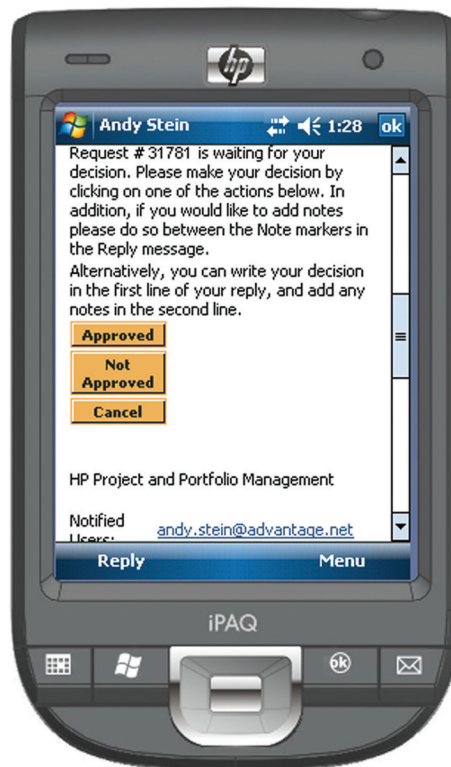 hp
Andy Stein 1:28 ok
Request # 31781 is waiting for your
decision. Please make your decision by
clicking on one of the actions below. In
addition, if you would like to add notes
please do so between the Note markers in
the Reply message.
Alternatively, you can write your decision
in the first line of your reply, and add any
notes in the second line.
Approved
Not
Approved
Cancel
HP Project and Portfolio Management
Notified
Users: andy.stein@advantage.net
Reply Menu
iPAQ
ok